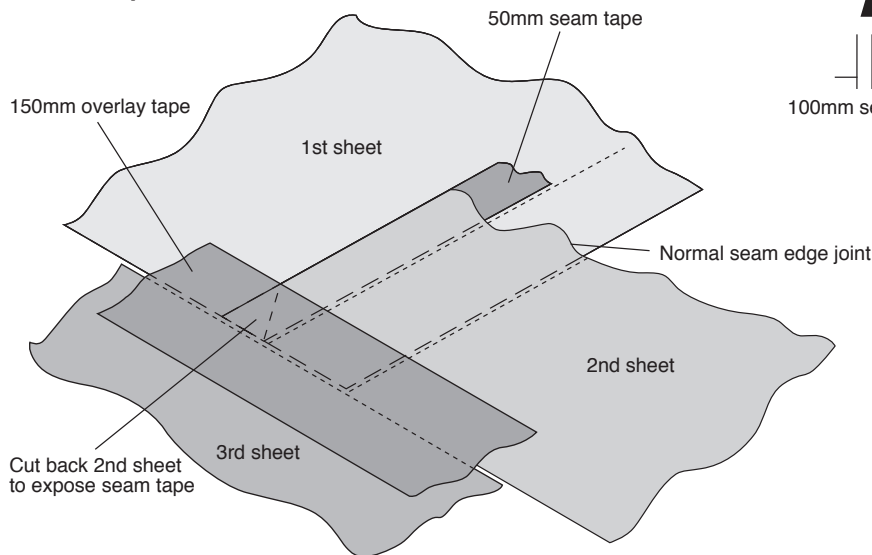 50mm seam tape
150mm overlay tape
100mm se
1st sheet
Normal seam edge joint
2nd sheet
3rd sheet
Cut back 2nd sheet
to expose seam tape